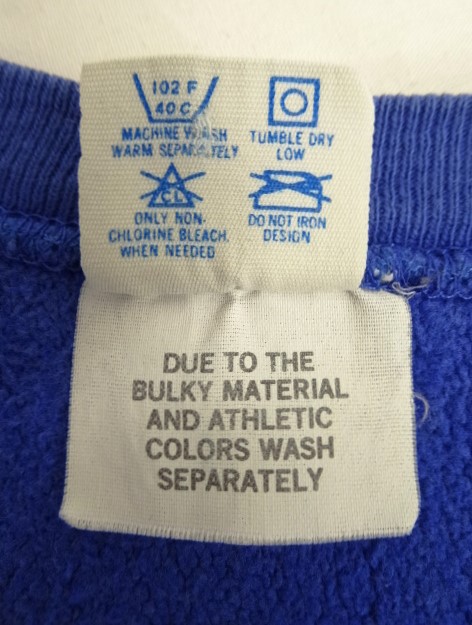 102 F
40 C
MACHINE WASH
WARM SEPARATELY
TUMBLE DRY
LOW
CL
ONLY NON-
CHLORINE BLEACH.
WHEN NEEDED
DO NOT IRON
DESIGN
DUE TO THE
BULKY MATERIAL
AND ATHLETIC
COLORS WASH
SEPARATELY